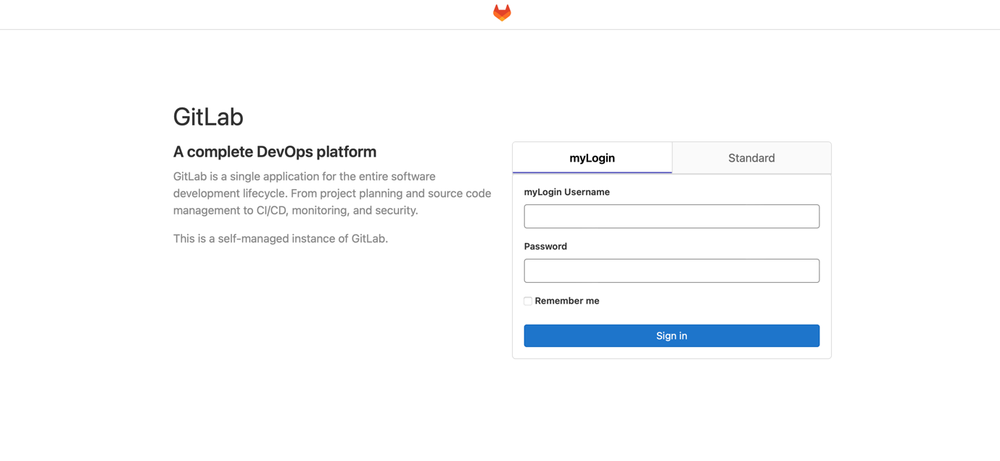 GitLab
A complete DevOps platform
GitLab is a single application for the entire software
development lifecycle. From project planning and source code
management to CI/CD, monitoring, and security.
This is a self-managed instance of GitLab.
myLogin
Standard
myLogin Username
Password
Remember me
Sign in